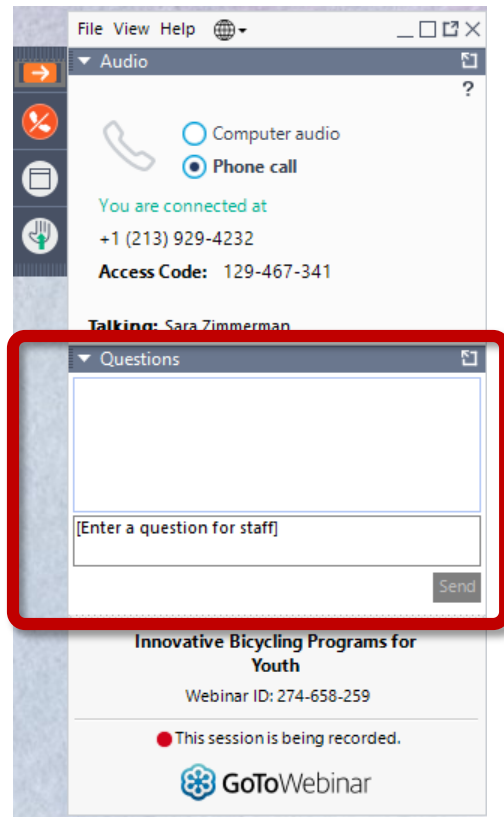 File View Help
Audio
?
Computer audio
Phone call
You are connected at
+1 (213) 929-4232
Access Code: 129-467-341
Talking: Sara Zimmerman
Questions
[Enter a question for staff]
Send
Innovative Bicycling Programs for
Youth
Webinar ID: 274-658-259
This session is being recorded.
GoToWebinar